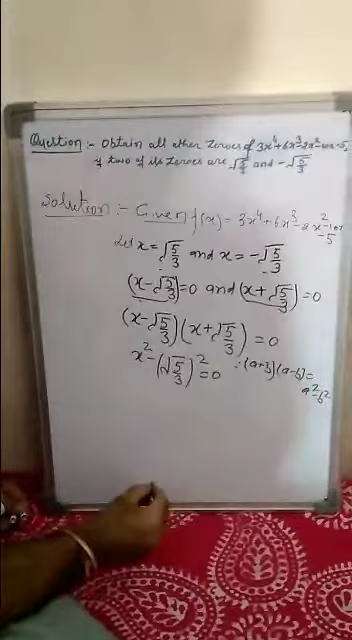 Question :- Obtain all other zeroes of 3x⁴+6x³-2x²-10x-5,
if two of its zeroes are √5/3 and -√5/3
Solution :- Given f(x) = 3x⁴+6x³-2x²-10x
-5
Let x = √5/3 and x = -√5/3
(x-√5/3)=0 and (x+√5/3)=0
(x-√5/3)(x+√5/3) = 0
x²-(√5/3)²=0 ∵(a+b)(a-b)=
a²-b²